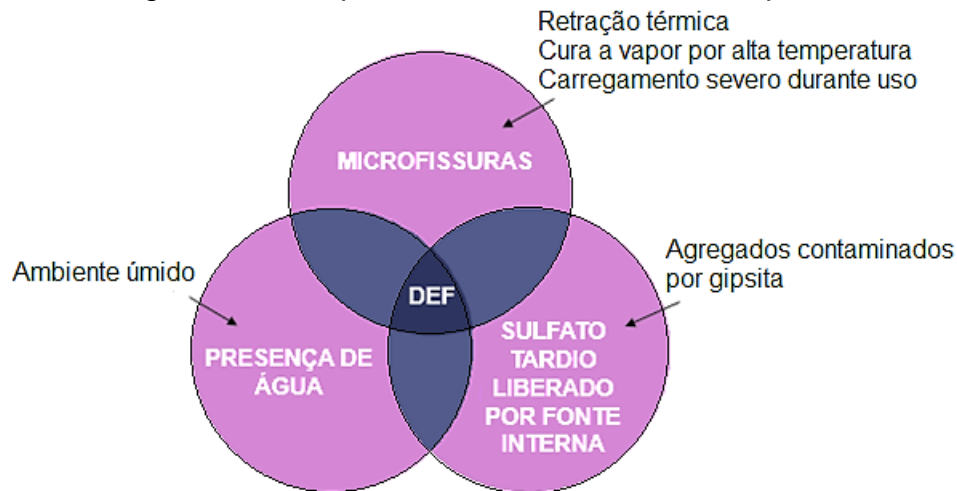 Retração térmica
Cura a vapor por alta temperatura
Carregamento severo durante uso
MICROFISSURAS
Ambiente úmido
Agregados contaminados
por gipsita
DEF
PRESENÇA DE
ÁGUA
SULFATO
TARDIO
LIBERADO
POR FONTE
INTERNA